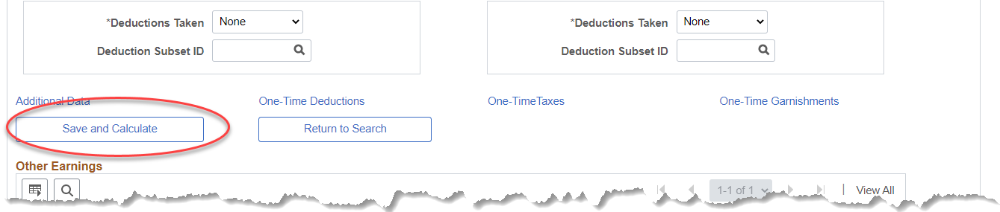 *Deductions Taken None *Deductions Taken None
Deduction Subset ID Deduction Subset ID
Additional Data One-Time Deductions One-TimeTaxes One-Time Garnishments
Save and Calculate Return to Search
Other Earnings
1-1 of 1 | View All